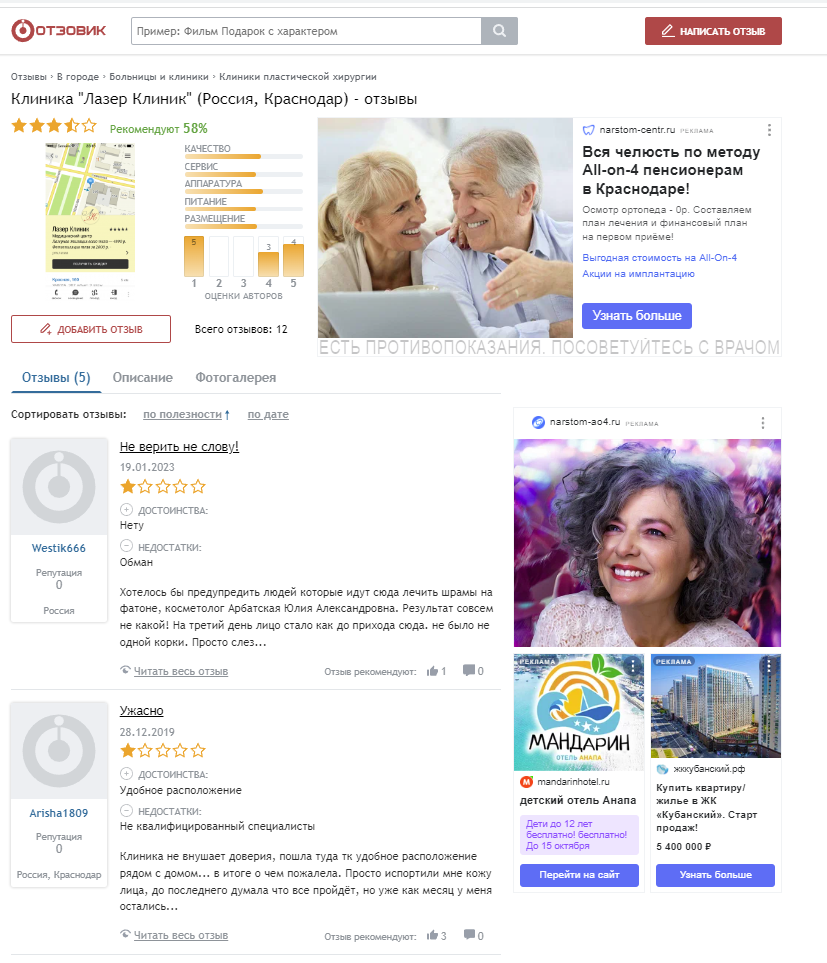 ОТЗОВИК
Пример: Фильм Подарок с характером
НАПИСАТЬ ОТЗЫВ
Отзывы › В городе › Больницы и клиники › Клиники пластической хирургии
Клиника "Лазер Клиник" (Россия, Краснодар) - отзывы
Рекомендуют 58%
КАЧЕСТВО
СЕРВИС
АППАРАТУРА
ПИТАНИЕ
РАЗМЕЩЕНИЕ
5 3 4
1 2 3 4 5
ОЦЕНКИ АВТОРОВ
Лазер Клиник
Медицинский центр
ДОБАВИТЬ ОТЗЫВ
Всего отзывов: 12
narstom-centr.ru РЕКЛАМА
Вся челюсть по методу
All-on-4 пенсионерам
в Краснодаре!
Осмотр ортопеда - 0р. Составляем
план лечения и финансовый план
на первом приёме!
Выгодная стоимость на All-On-4
Акции на имплантацию
Узнать больше
ЕСТЬ ПРОТИВОПОКАЗАНИЯ. ПОСОВЕТУЙТЕСЬ С ВРАЧОМ
Отзывы (5) Описание Фотогалерея
Сортировать отзывы: по полезности по дате
Westik666
Репутация
0
Россия
Не верить не слову!
19.01.2023
ДОСТОИНСТВА:
Нету
НЕДОСТАТКИ:
Обман
Хотелось бы предупредить людей которые идут сюда лечить шрамы на
фатоне, косметолог Арбатская Юлия Александровна. Результат совсем
не какой! На третий день лицо стало как до прихода сюда. не было не
одной корки. Просто слез...
Читать весь отзыв
Отзыв рекомендуют: 1 0
Arisha1809
Репутация
0
Россия, Краснодар
Ужасно
28.12.2019
ДОСТОИНСТВА:
Удобное расположение
НЕДОСТАТКИ:
Не квалифицированный специалисты
Клиника не внушает доверия, пошла туда тк удобное расположение
рядом с домом... в итоге о чем пожалела. Просто испортили мне кожу
лица, до последнего думала что все пройдёт, но уже как месяц у меня
остались...
Читать весь отзыв
Отзыв рекомендуют: 3 0
narstom-ao4.ru РЕКЛАМА
РЕКЛАМА
МАНДАРИН
ОТЕЛЬ АНАПА
mandarinhotel.ru
детский отель Анапа
Дети до 12 лет
бесплатно! бесплатно!
До 15 октября
Перейти на сайт
РЕКЛАМА
жккубанский.рф
Купить квартиру/
жилье в ЖК
«Кубанский». Старт
продаж!
5 400 000 ₽
Узнать больше